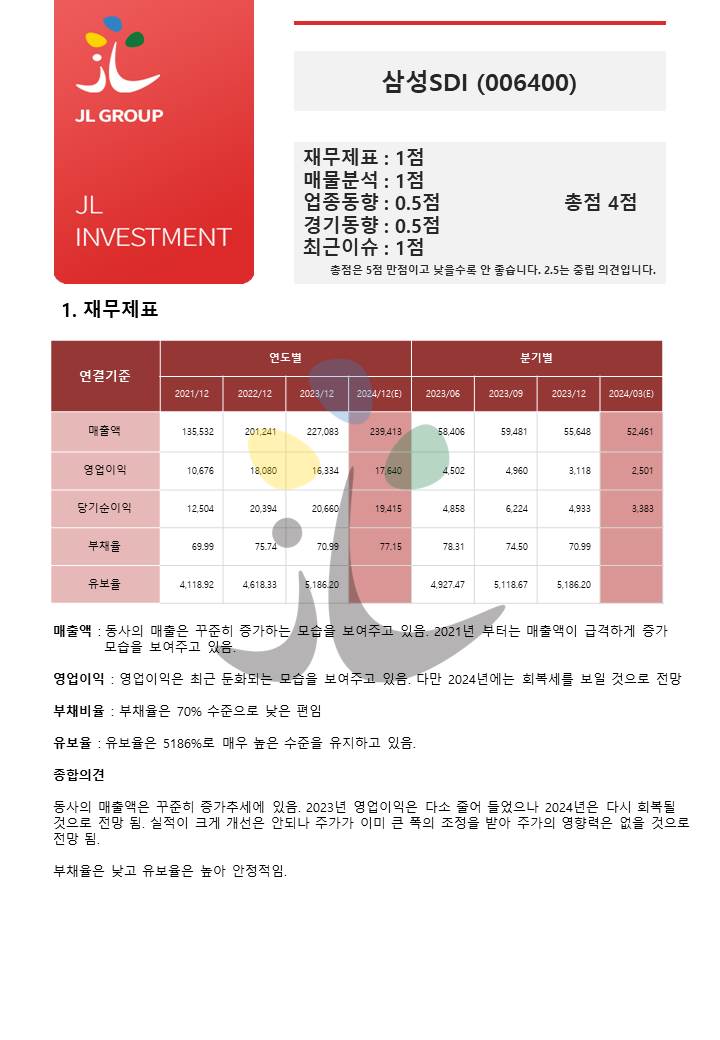 JL GROUP
JL
INVESTMENT
삼성SDI (006400)
재무제표 : 1점
매물분석 : 1점
업종동향 : 0.5점
총점 4점
경기동향 : 0.5점
최근이슈 : 1점
총점은 5점 만점이고 낮을수록 안 좋습니다. 2.5는 중립 의견입니다.
1. 재무제표
연결기준 연도별 분기별
2021/12 2022/12 2023/12 2024/12(E) 2023/06 2023/09 2023/12 2024/03(E)
매출액 135,532 201,241 227,083 239,413 58,406 59,481 55,648 52,461
영업이익 10,676 18,080 16,334 17,640 4,502 4,960 3,118 2,501
당기순이익 12,504 20,394 20,660 19,415 4,858 6,224 4,933 3,383
부채율 69.99 75.74 70.99 77.15 78.31 74.50 70.99
유보율 4,118.92 4,618.33 5,186.20 4,927.47 5,118.67 5,186.20
매출액 : 동사의 매출은 꾸준히 증가하는 모습을 보여주고 있음. 2021년 부터는 매출액이 급격하게 증가
모습을 보여주고 있음.
영업이익 : 영업이익은 최근 둔화되는 모습을 보여주고 있음. 다만 2024년에는 회복세를 보일 것으로 전망
부채비율 : 부채율은 70% 수준으로 낮은 편임
유보율 : 유보율은 5186%로 매우 높은 수준을 유지하고 있음.
종합의견
동사의 매출액은 꾸준히 증가추세에 있음. 2023년 영업이익은 다소 줄어 들었으나 2024년은 다시 회복될
것으로 전망 됨. 실적이 크게 개선은 안되나 주가가 이미 큰 폭의 조정을 받아 주가의 영향력은 없을 것으로
전망 됨.
부채율은 낮고 유보율은 높아 안정적임.